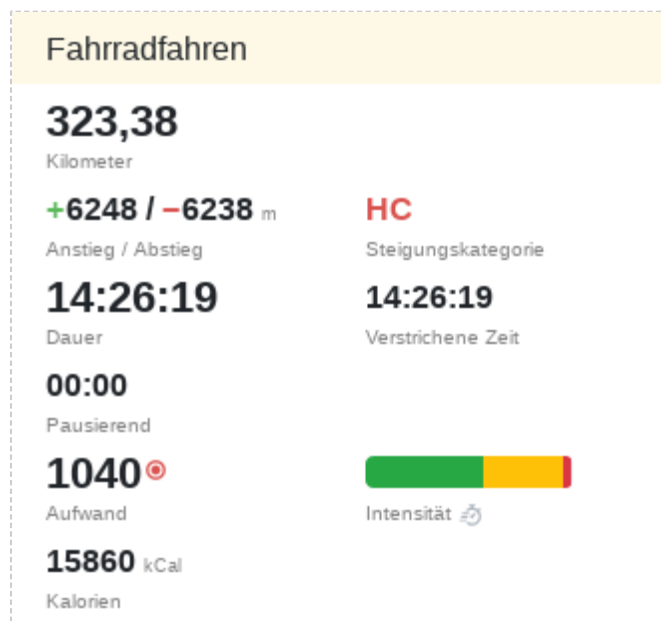 Fahrradfahren
323,38
Kilometer
+6248 / −6238 m
Anstieg / Abstieg
HC
Steigungskategorie
14:26:19
Dauer
14:26:19
Verstrichene Zeit
00:00
Pausierend
1040
Aufwand
Intensität
15860 kCal
Kalorien